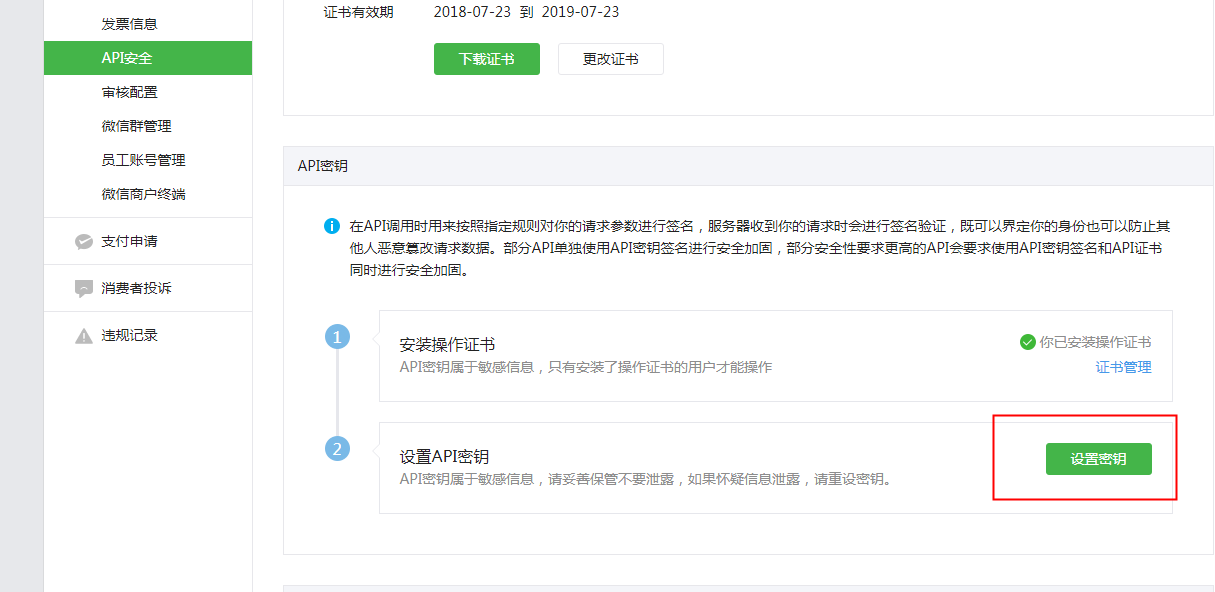 发票信息
API安全
审核配置
微信群管理
员工账号管理
微信商户终端
支付申请
消费者投诉
违规记录
证书有效期 2018-07-23 到 2019-07-23
下载证书 更改证书
API密钥
在API调用时用来按照指定规则对你的请求参数进行签名，服务器收到你的请求时会进行签名验证，既可以界定你的身份也可以防止其
他人恶意篡改请求数据。部分API单独使用API密钥签名进行安全加固，部分安全性要求更高的API会要求使用API密钥签名和API证书
同时进行安全加固。
1
安装操作证书
API密钥属于敏感信息，只有安装了操作证书的用户才能操作
你已安装操作证书
证书管理
2
设置API密钥
API密钥属于敏感信息，请妥善保管不要泄露，如果怀疑信息泄露，请重设密钥。
设置密钥